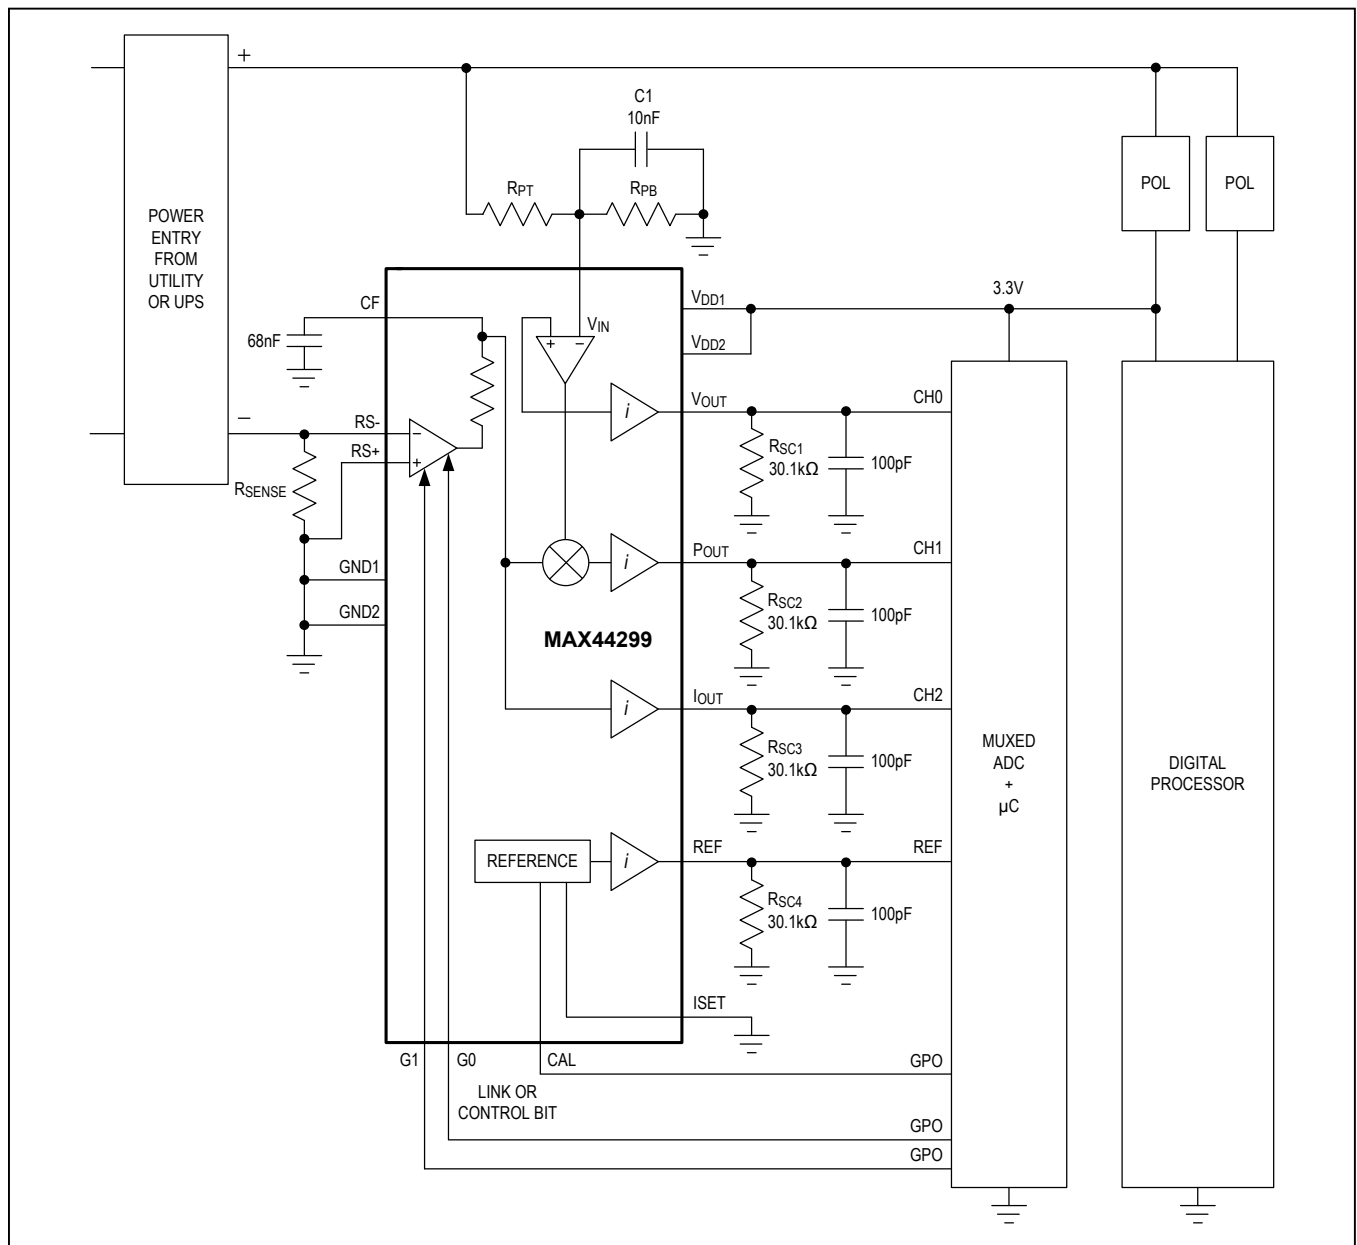 +
C1
10nF
RPT
RPB
POL
POL
POWER
ENTRY
FROM
UTILITY
OR UPS
CF
68nF
VIN
+
−
VDD1
VDD2
3.3V
i
VOUT
CH0
−
RS-
RS+
−
+
RSENSE
RSC1
30.1kΩ
100pF
GND1
GND2
i
POUT
CH1
RSC2
30.1kΩ
100pF
MAX44299
i
IOUT
CH2
RSC3
30.1kΩ
100pF
MUXED
ADC
+
µC
DIGITAL
PROCESSOR
REFERENCE
i
REF
REF
RSC4
30.1kΩ
100pF
ISET
G1
G0
CAL
GPO
LINK OR
CONTROL BIT
GPO
GPO